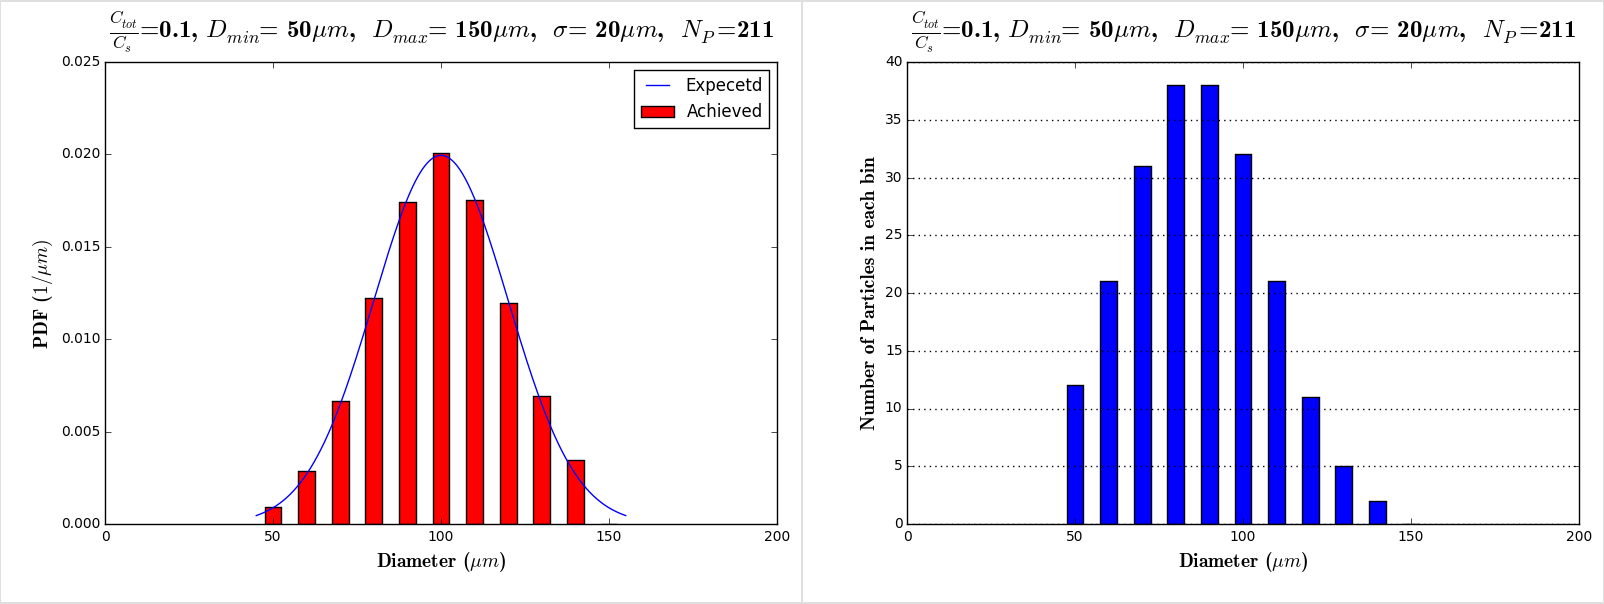 C_tot/C_s=0.1, D_min= 50μm, D_max= 150μm, σ= 20μm, N_P=211
0.025
0.020
0.015
0.010
0.005
0.000
PDF (1/μm)
Expecetd
Achieved
0 50 100 150 200
Diameter (μm)
C_tot/C_s=0.1, D_min= 50μm, D_max= 150μm, σ= 20μm, N_P=211
40
35
30
25
20
15
10
5
0
Number of Particles in each bin
0 50 100 150 200
Diameter (μm)